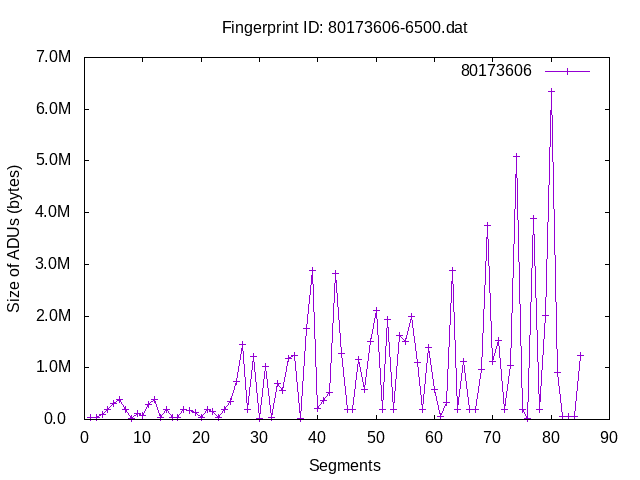 Fingerprint ID: 80173606-6500.dat
80173606
Size of ADUs (bytes)
7.0M
6.0M
5.0M
4.0M
3.0M
2.0M
1.0M
0.0
0 10 20 30 40 50 60 70 80 90
Segments